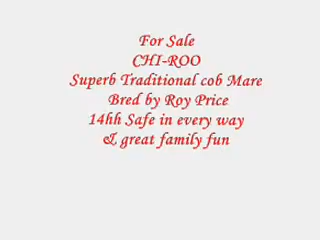 For Sale
CHI-ROO
Superb Traditional cob Mare
Bred by Roy Price
14hh Safe in every way
& great family fun